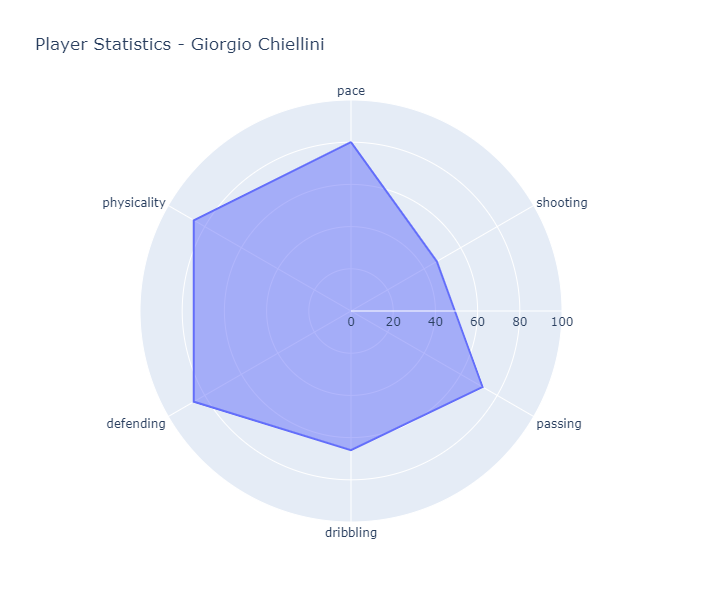 Player Statistics - Giorgio Chiellini
pace
physicality
shooting
0 20 40 60 80 100
defending
passing
dribbling